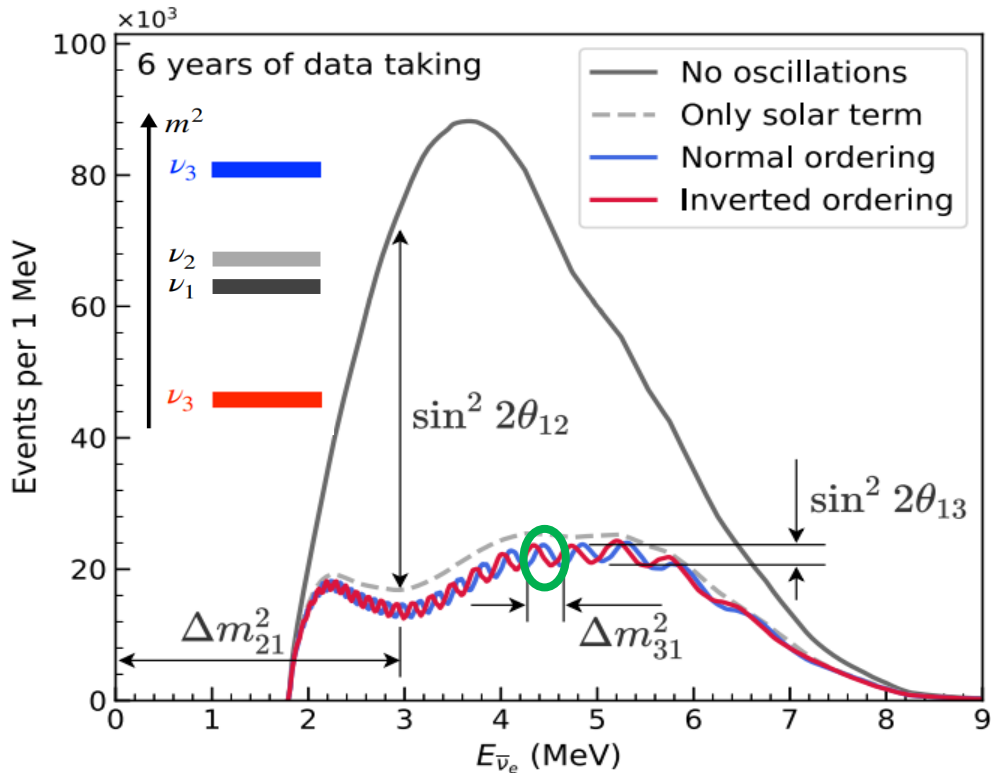 ×10³
6 years of data taking
m²
ν₃
ν₂
ν₁
ν₃
No oscillations
Only solar term
Normal ordering
Inverted ordering
sin² 2θ₁₂
sin² 2θ₁₃
Δm²₂₁
Δm²₃₁
Events per 1 MeV
100
80
60
40
20
0
0 1 2 3 4 5 6 7 8 9
E_ν̄ₑ (MeV)